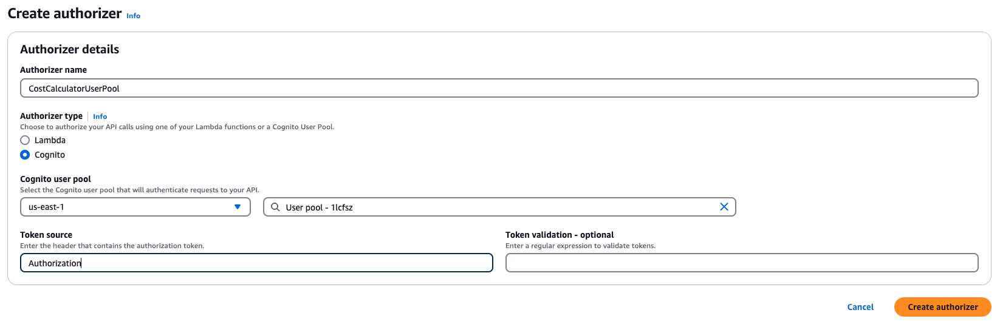 Create authorizer Info
Authorizer details
Authorizer name
CostCalculatorUserPool
Authorizer type Info
Choose to authorize your API calls using one of your Lambda functions or a Cognito User Pool.
Lambda
Cognito
Cognito user pool
Select the Cognito user pool that will authenticate requests to your API.
us-east-1 User pool - 1lcfsz
Token source
Enter the header that contains the authorization token.
Authorization
Token validation - optional
Enter a regular expression to validate tokens.
Cancel Create authorizer